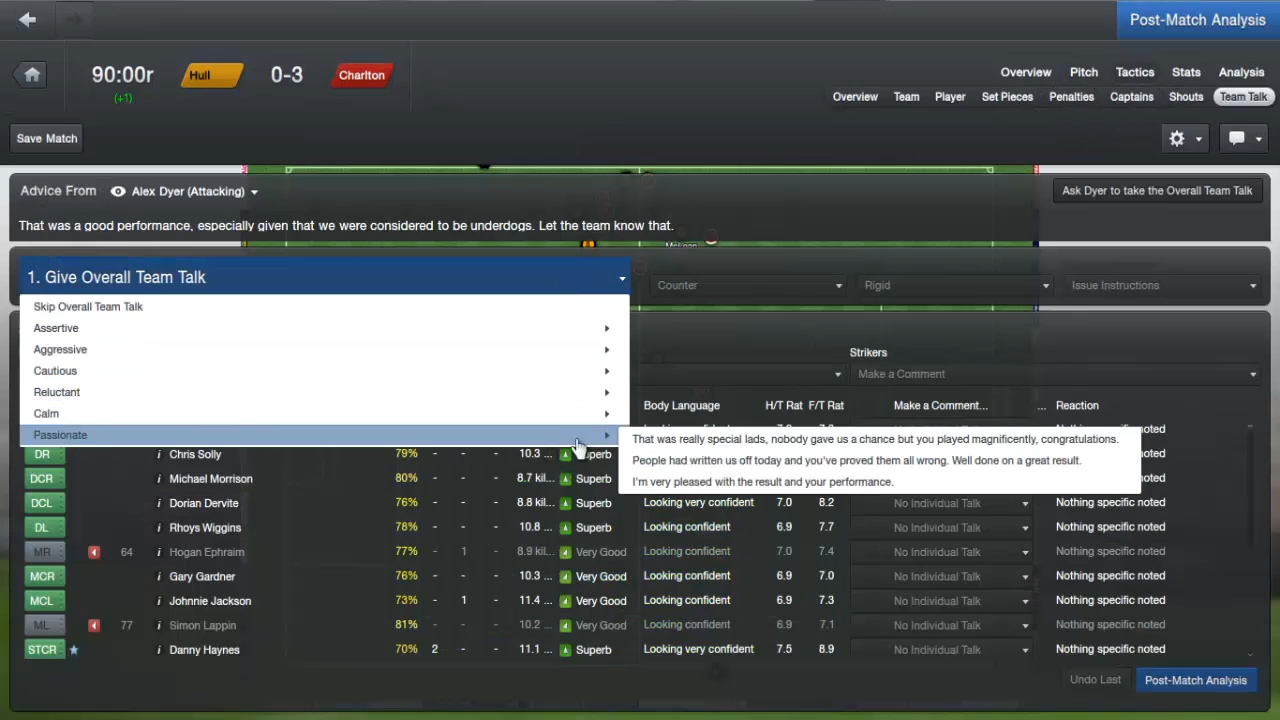 Post-Match Analysis
90:00r Hull 0-3 Charlton
(+1)
Overview Pitch Tactics Stats Analysis
Overview Team Player Set Pieces Penalties Captains Shouts Team Talk
Save Match
Advice From Alex Dyer (Attacking) Ask Dyer to take the Overall Team Talk
That was a good performance, especially given that we were considered to be underdogs. Let the team know that.
McLean
1. Give Overall Team Talk Counter Rigid Issue Instructions
Skip Overall Team Talk
Assertive
Aggressive
Cautious
Reluctant
Calm
Passionate
Strikers
Make a Comment
Body Language H/T Rat F/T Rat Make a Comment... ... Reaction
That was really special lads, nobody gave us a chance but you played magnificently, congratulations.
People had written us off today and you've proved them all wrong. Well done on a great result.
I'm very pleased with the result and your performance.
DR i Chris Solly 79% - - - 10.3 ... Superb
DCR i Michael Morrison 80% - - - 8.7 kil... Superb
DCL i Dorian Dervite 76% - - - 8.8 kil... Superb Looking very confident 7.0 8.2 No Individual Talk Nothing specific noted
DL i Rhoys Wiggins 78% - - - 10.8 ... Superb Looking confident 6.9 7.7 No Individual Talk Nothing specific noted
MR 64 i Hogan Ephraim 77% - 1 - 8.9 kil... Very Good Looking confident 7.0 7.4 No Individual Talk Nothing specific noted
MCR i Gary Gardner 76% - - - 10.3 ... Very Good Looking confident 6.9 7.0 No Individual Talk Nothing specific noted
MCL i Johnnie Jackson 73% - 1 - 11.4 ... Very Good Looking confident 6.9 7.3 No Individual Talk Nothing specific noted
ML 77 i Simon Lappin 81% - - - 10.2 ... Very Good Looking confident 6.9 7.1 No Individual Talk Nothing specific noted
STCR i Danny Haynes 70% 2 - - 11.1 ... Superb Looking very confident 7.5 8.9 No Individual Talk Nothing specific noted
Undo Last Post-Match Analysis